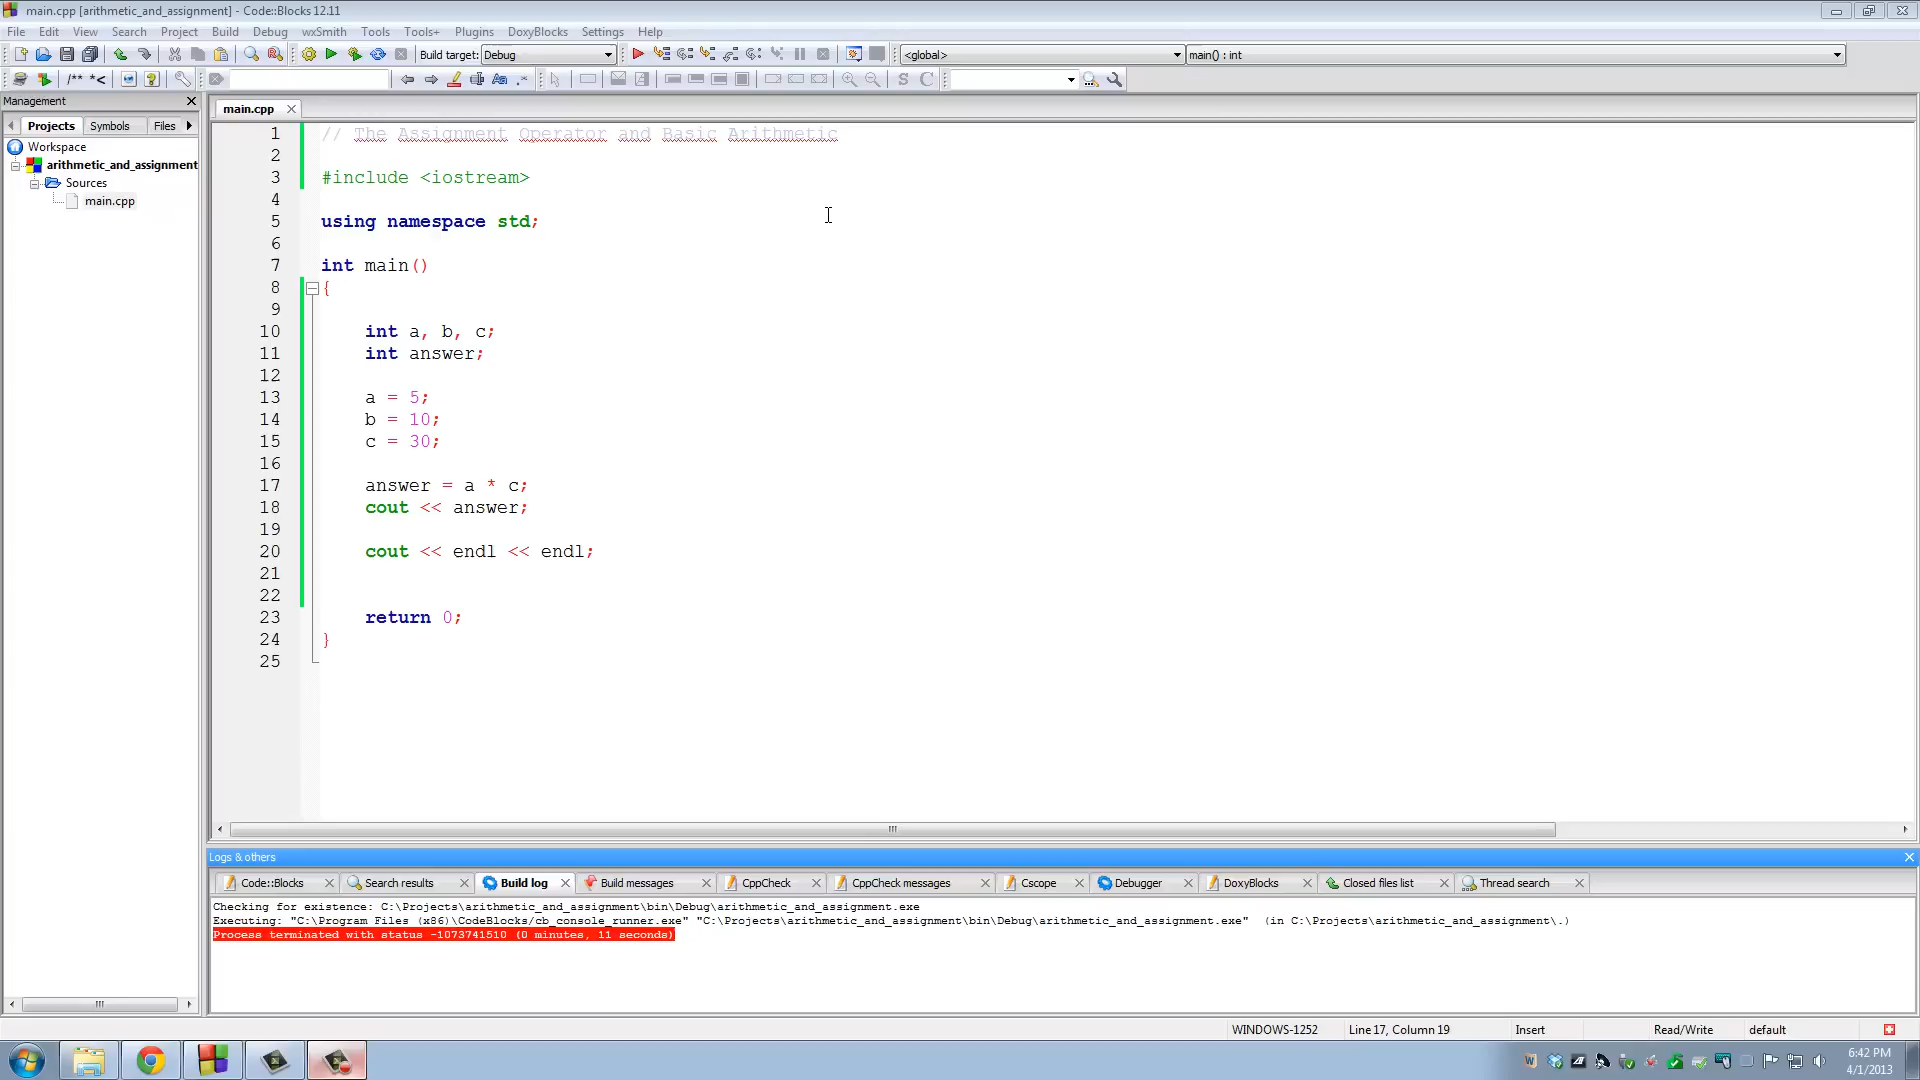 main.cpp [arithmetic_and_assignment] - Code::Blocks 12.11
File Edit View Search Project Build Debug wxSmith Tools Tools+ Plugins DoxyBlocks Settings Help
Build target: Debug <global> main() : int
/** *< Aa .* S C
Management
Projects Symbols Files
main.cpp
Workspace
arithmetic_and_assignment
Sources
main.cpp
1 // The Assignment Operator and Basic Arithmetic
2
3 #include <iostream>
4
5 using namespace std;
6
7 int main()
8 {
9
10 int a, b, c;
11 int answer;
12
13 a = 5;
14 b = 10;
15 c = 30;
16
17 answer = a * c;
18 cout << answer;
19
20 cout << endl << endl;
21
22
23 return 0;
24 }
25
Logs & others
Code::Blocks Search results Build log Build messages CppCheck CppCheck messages Cscope Debugger DoxyBlocks Closed files list Thread search
Checking for existence: C:\Projects\arithmetic_and_assignment\bin\Debug\arithmetic_and_assignment.exe
Executing: "C:\Program Files (x86)\CodeBlocks/cb_console_runner.exe" "C:\Projects\arithmetic_and_assignment\bin\Debug\arithmetic_and_assignment.exe" (in C:\Projects\arithmetic_and_assignment\.)
Process terminated with status -1073741510 (0 minutes, 11 seconds)
WINDOWS-1252 Line 17, Column 19 Insert Read/Write default
6:42 PM
4/1/2013